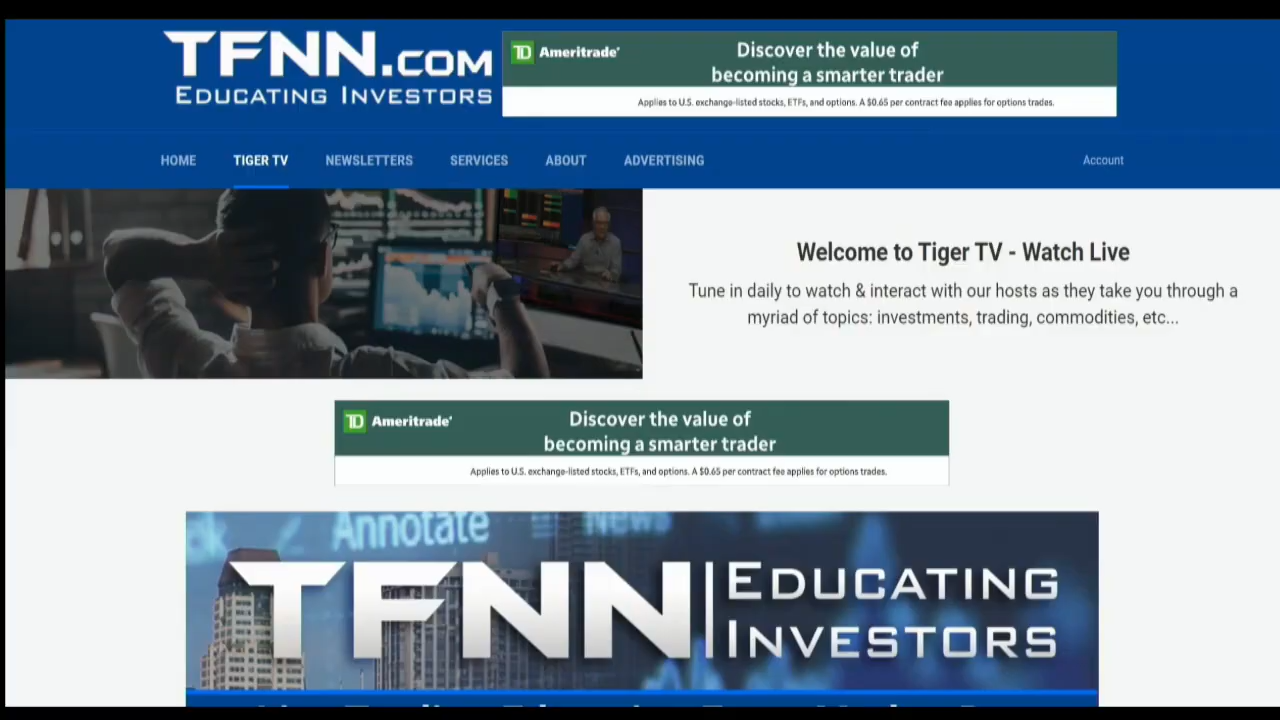 TFNN.COM
EDUCATING INVESTORS
TD Ameritrade
Discover the value of
becoming a smarter trader
Applies to U.S. exchange-listed stocks, ETFs, and options. A $0.65 per contract fee applies for options trades.
HOME TIGER TV NEWSLETTERS SERVICES ABOUT ADVERTISING Account
Welcome to Tiger TV - Watch Live
Tune in daily to watch & interact with our hosts as they take you through a
myriad of topics: investments, trading, commodities, etc...
TD Ameritrade
Discover the value of
becoming a smarter trader
Applies to U.S. exchange-listed stocks, ETFs, and options. A $0.65 per contract fee applies for options trades.
Annotate News
TFNN EDUCATING
INVESTORS